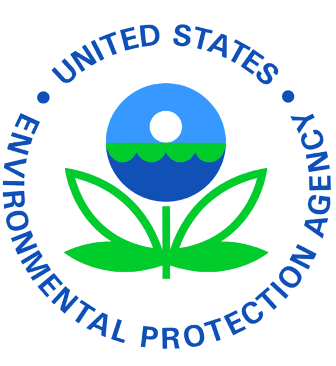 UNITED STATES
ENVIRONMENTAL PROTECTION AGENCY